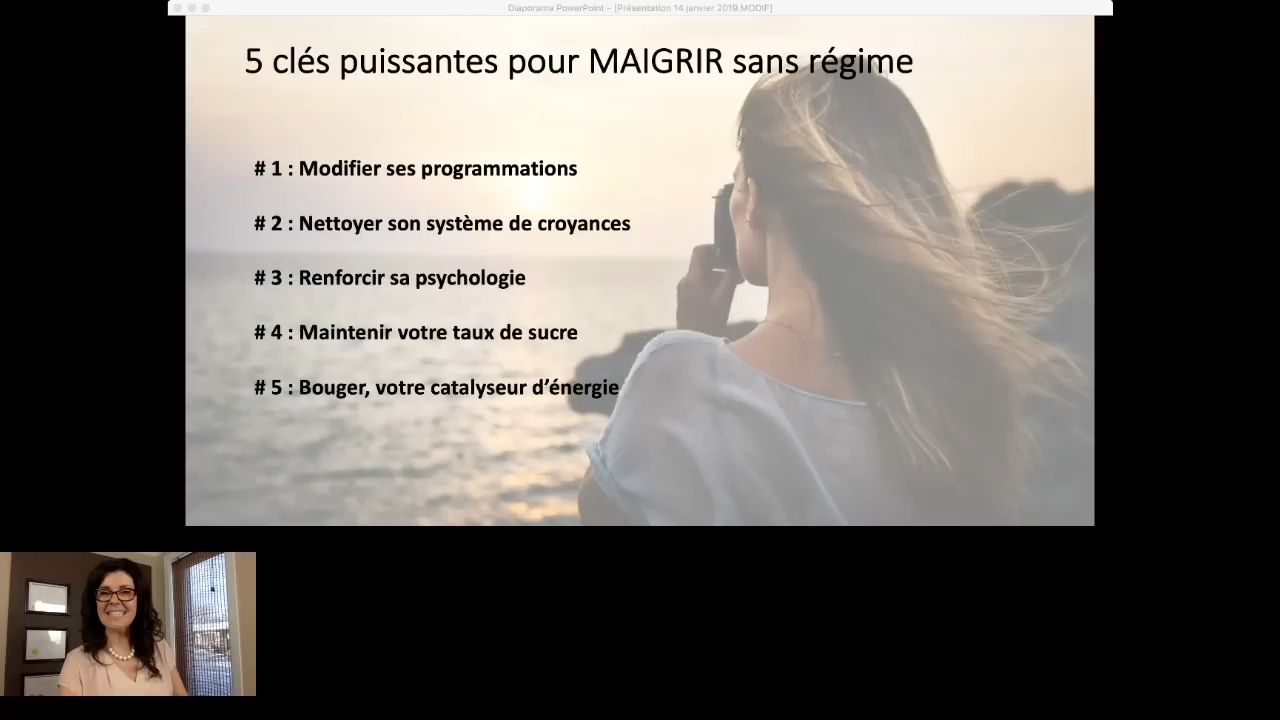 Diaporama PowerPoint - [Présentation 14 janvier 2019.MODIF]
5 clés puissantes pour MAIGRIR sans régime
# 1 : Modifier ses programmations
# 2 : Nettoyer son système de croyances
# 3 : Renforcir sa psychologie
# 4 : Maintenir votre taux de sucre
# 5 : Bouger, votre catalyseur d’énergie